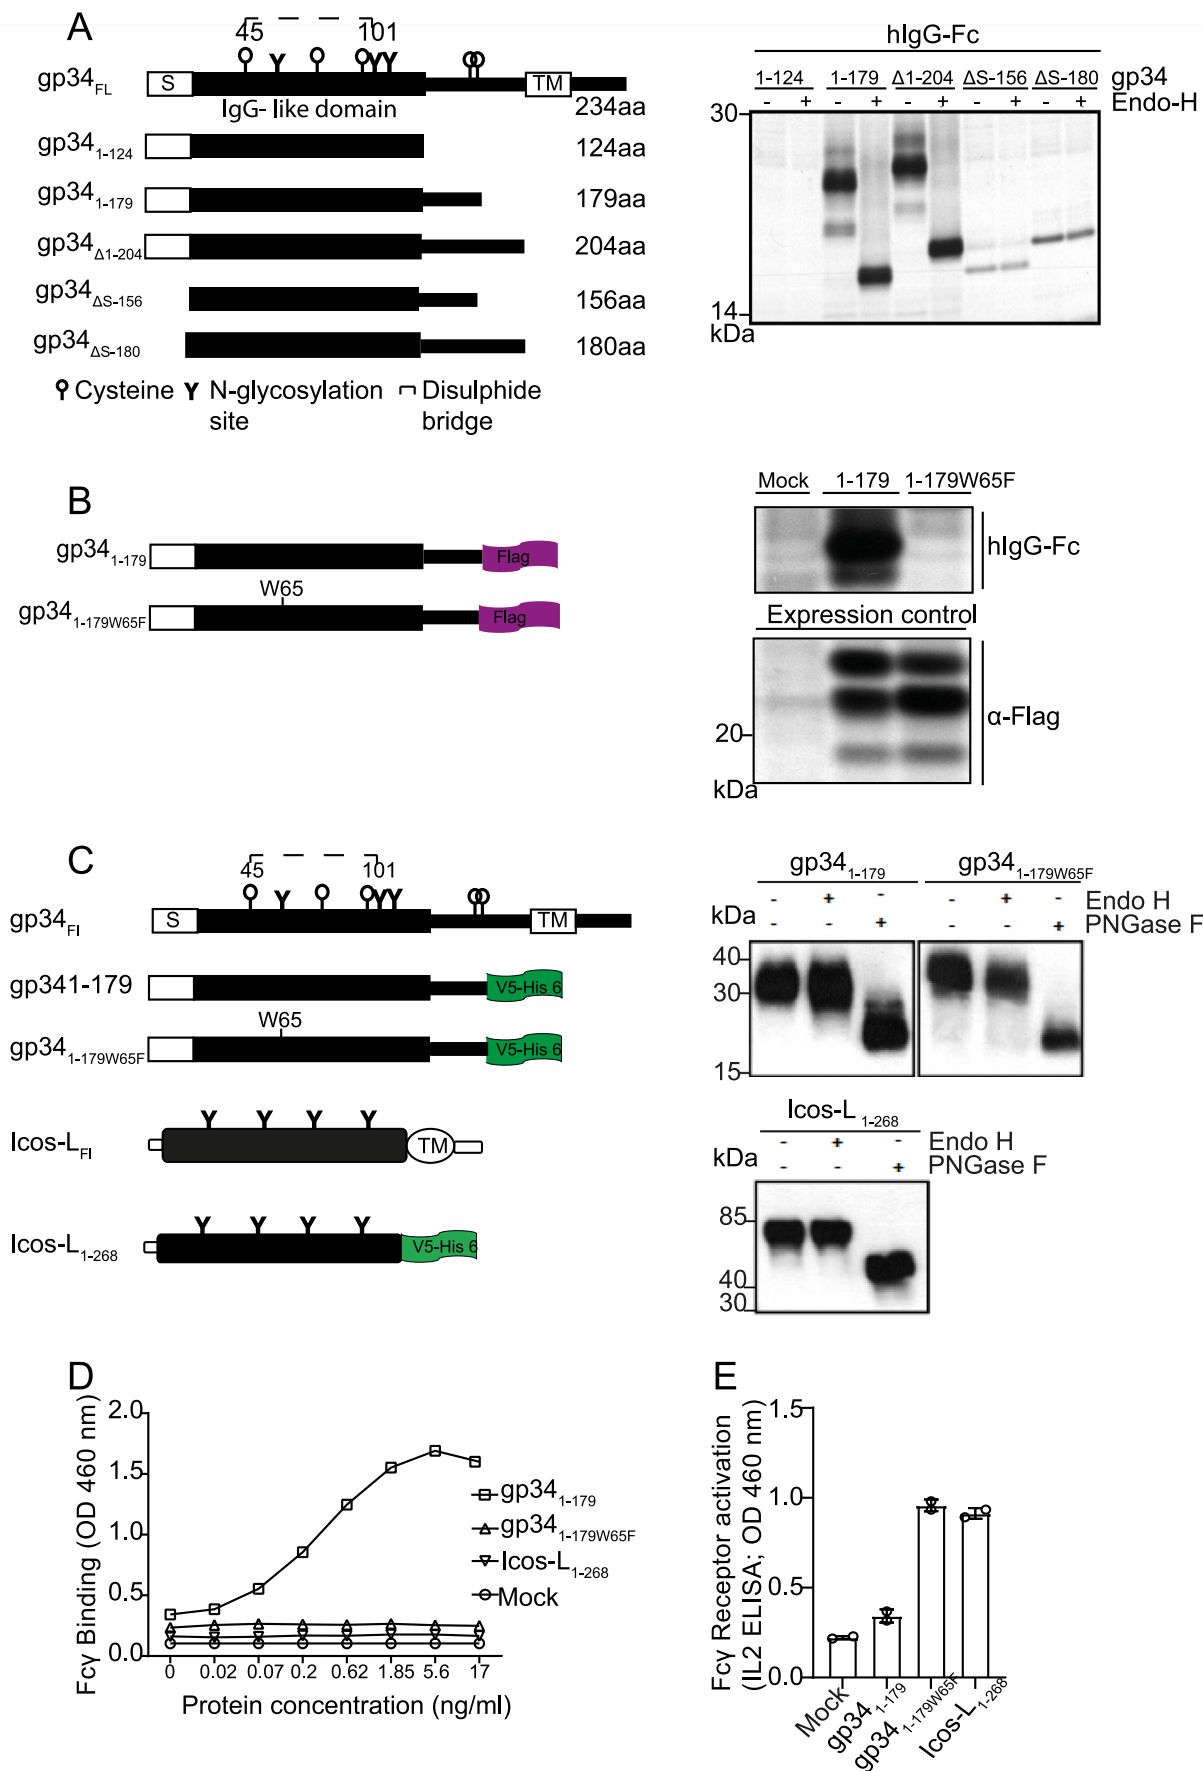 A
45 101
gp34FL
S
TM
IgG- like domain
234aa
gp341-124
124aa
gp341-179
179aa
gp34Δ1-204
204aa
gp34ΔS-156
156aa
gp34ΔS-180
180aa
Cysteine Y N-glycosylation site
Disulphide bridge
hIgG-Fc
1-124 1-179 Δ1-204 ΔS-156 ΔS-180 gp34
- + - + - + - + - + Endo-H
30
14
kDa
B
gp341-179
Flag
W65
gp341-179W65F
Flag
Mock 1-179 1-179W65F
hIgG-Fc
Expression control
α-Flag
20
kDa
C
45 101
gp34FI
S
TM
gp341-179
V5-His 6
W65
gp341-179W65F
V5-His 6
Icos-LFI
TM
Icos-L1-268
V5-His 6
gp341-179 gp341-179W65F
- + - - + - Endo H
- - + - - + PNGase F
kDa
40
30
15
Icos-L1-268
- + - Endo H
- - + PNGase F
kDa
85
40
30
D
Fcγ Binding (OD 460 nm)
2.0
1.5
1.0
0.5
0.0
0 0.02 0.07 0.2 0.62 1.85 5.6 17
Protein concentration (ng/ml)
gp341-179
gp341-179W65F
Icos-L1-268
Mock
E
Fcγ Receptor activation
(IL2 ELISA; OD 460 nm)
1.5
1.0
0.5
0.0
Mock
gp341-179
gp341-179W65F
Icos-L1-268